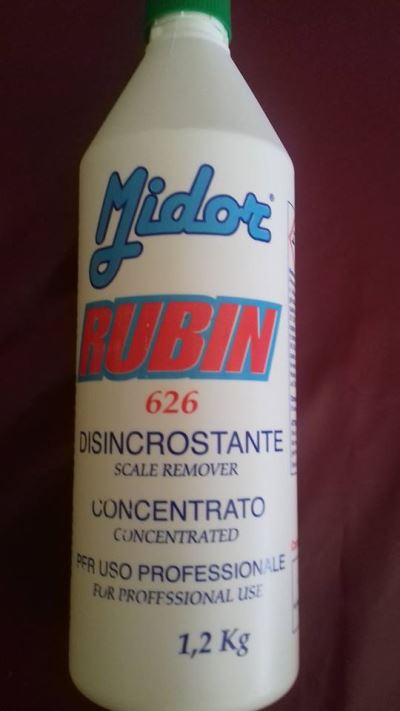 Midor®
RUBIN
626
DISINCROSTANTE
SCALE REMOVER
CONCENTRATO
CONCENTRATED
PER USO PROFESSIONALE
FOR PROFESSIONAL USE
1,2 Kg